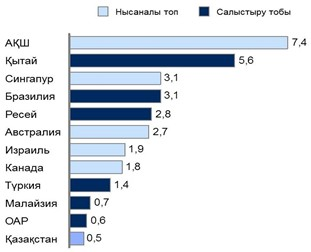 Нысаналы топ Салыстыру тобы
АҚШ 7,4
Қытай 5,6
Сингапур 3,1
Бразилия 3,1
Ресей 2,8
Австралия 2,7
Израиль 1,9
Канада 1,8
Түркия 1,4
Малайзия 0,7
ОАР 0,6
Қазақстан 0,5